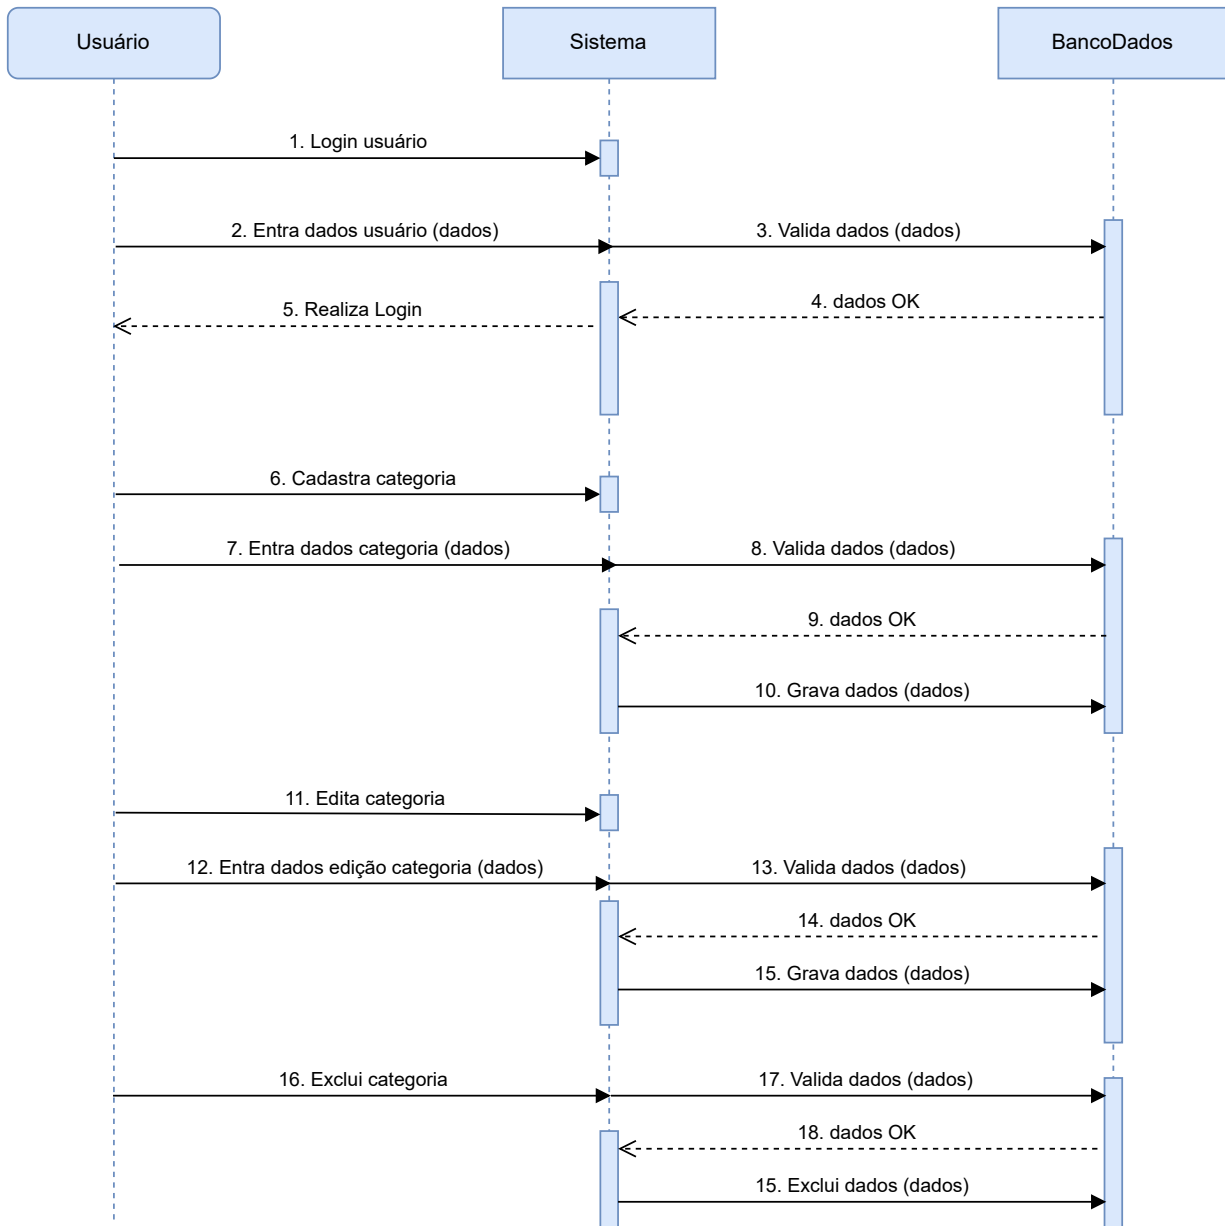 Usuário
Sistema
BancoDados
1. Login usuário
2. Entra dados usuário (dados)
3. Valida dados (dados)
4. dados OK
5. Realiza Login
6. Cadastra categoria
7. Entra dados categoria (dados)
8. Valida dados (dados)
9. dados OK
10. Grava dados (dados)
11. Edita categoria
12. Entra dados edição categoria (dados)
13. Valida dados (dados)
14. dados OK
15. Grava dados (dados)
16. Exclui categoria
17. Valida dados (dados)
18. dados OK
15. Exclui dados (dados)